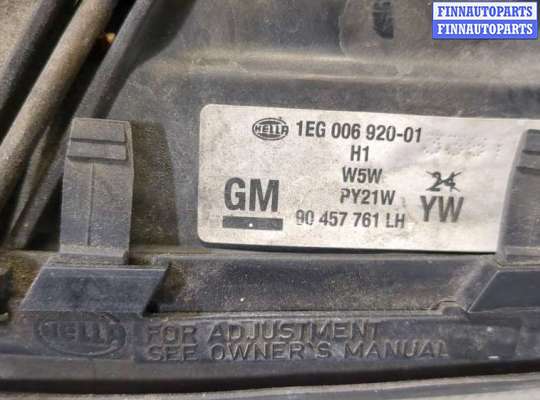 FINNAUTOPARTS
FINNAUTOPARTS
HELLA 1EG 006 920-01
H1
W5W 24
GM PY21W YW
90 457 761 LH
HELLA FOR ADJUSTMENT
SEE OWNER'S MANUAL